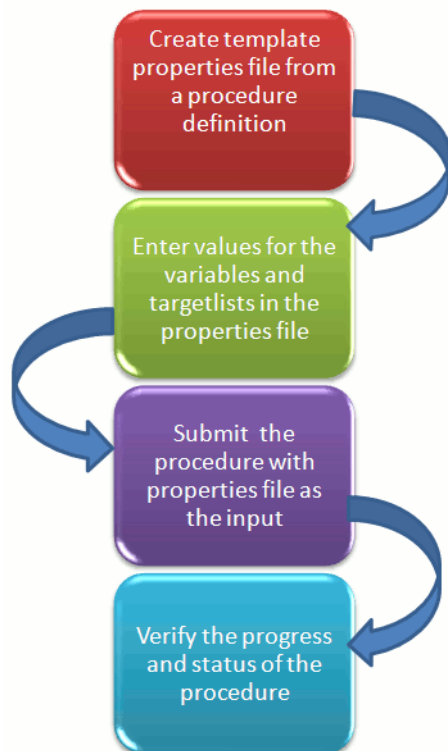 Create template
properties file from
a procedure
definition
Enter values for the
variables and
targetlists in the
properties file
Submit the
procedure with
properties file as
the input
Verify the progress
and status of the
procedure